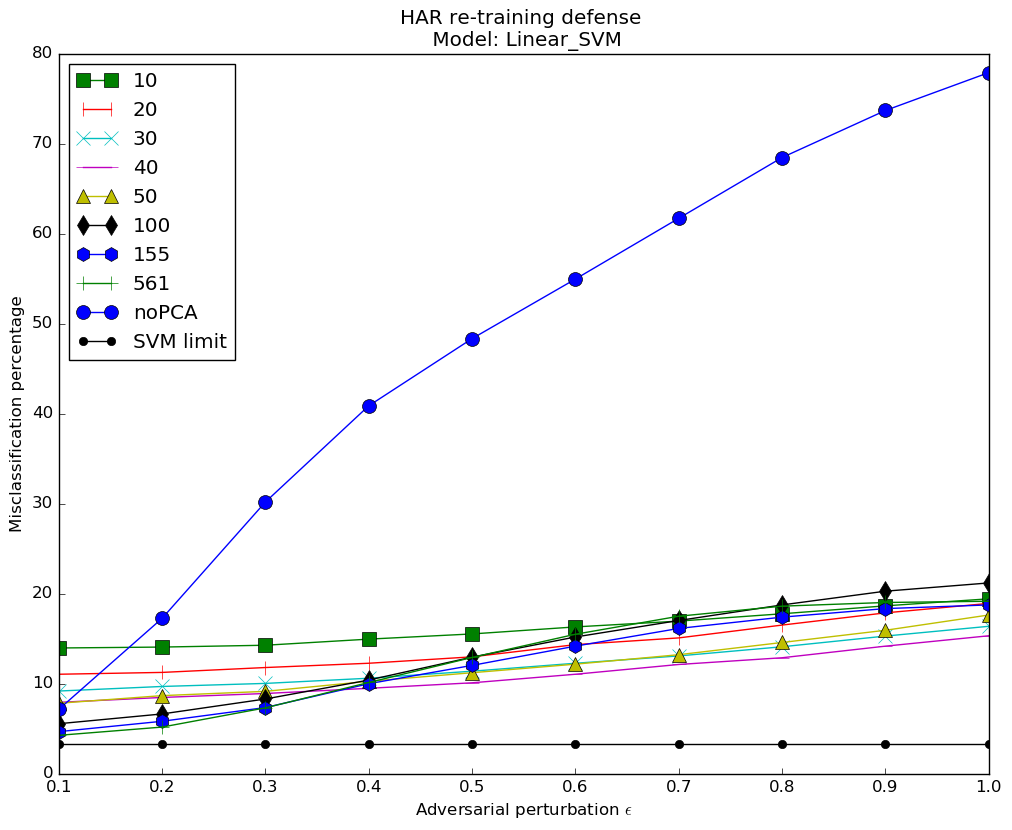 HAR re-training defense
Model: Linear_SVM
80
70
60
50
40
30
20
10
0
Misclassification percentage
10
20
30
40
50
100
155
561
noPCA
SVM limit
0.1 0.2 0.3 0.4 0.5 0.6 0.7 0.8 0.9 1.0
Adversarial perturbation ϵ